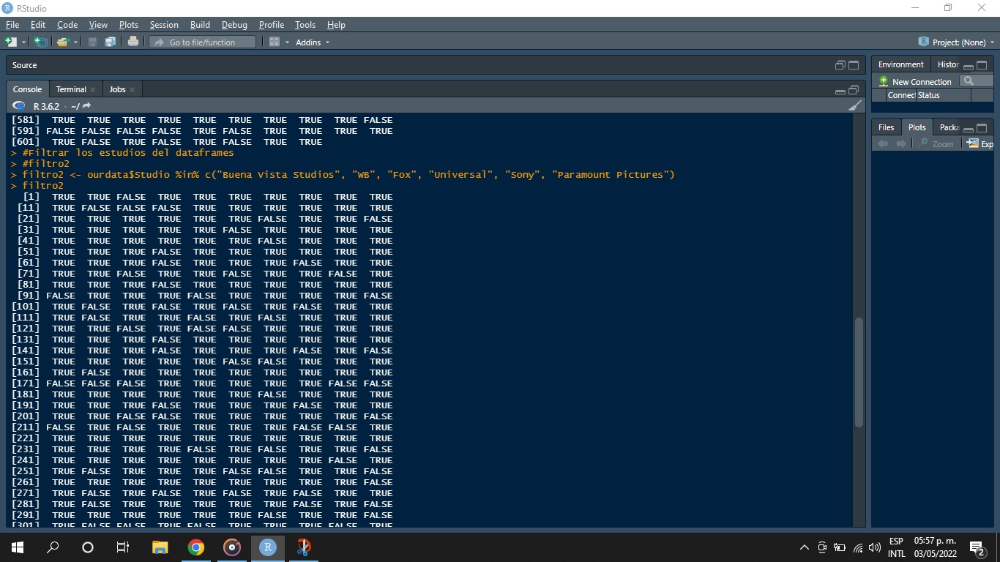 RStudio
File Edit Code View Plots Session Build Debug Profile Tools Help
Go to file/function Addins Project: (None)
Source
Console Terminal Jobs
R 3.6.2 · ~/
[581] TRUE TRUE TRUE TRUE TRUE TRUE TRUE TRUE TRUE FALSE
[591] FALSE FALSE FALSE FALSE TRUE FALSE TRUE TRUE TRUE TRUE
[601] TRUE FALSE TRUE FALSE TRUE FALSE TRUE TRUE
> #Filtrar los estudios del dataframes
> #filtro2
> filtro2 <- ourdata$Studio %in% c("Buena Vista Studios", "WB", "Fox", "Universal", "Sony", "Paramount Pictures")
> filtro2
[1] TRUE TRUE FALSE TRUE TRUE TRUE TRUE TRUE TRUE TRUE
[11] TRUE FALSE FALSE FALSE TRUE TRUE TRUE TRUE TRUE TRUE
[21] TRUE TRUE TRUE TRUE TRUE TRUE FALSE TRUE TRUE FALSE
[31] TRUE TRUE TRUE TRUE TRUE FALSE TRUE TRUE TRUE TRUE
[41] TRUE TRUE TRUE TRUE TRUE TRUE FALSE TRUE TRUE TRUE
[51] TRUE TRUE TRUE FALSE TRUE TRUE TRUE TRUE TRUE TRUE
[61] TRUE TRUE TRUE FALSE TRUE TRUE TRUE FALSE TRUE TRUE
[71] TRUE TRUE FALSE TRUE TRUE FALSE TRUE TRUE FALSE TRUE
[81] TRUE TRUE TRUE FALSE TRUE TRUE TRUE TRUE TRUE TRUE
[91] FALSE TRUE TRUE TRUE FALSE TRUE TRUE TRUE TRUE FALSE
[101] TRUE FALSE TRUE FALSE TRUE FALSE TRUE FALSE TRUE TRUE
[111] TRUE FALSE TRUE TRUE FALSE TRUE FALSE TRUE TRUE TRUE
[121] TRUE TRUE FALSE TRUE FALSE FALSE TRUE TRUE TRUE TRUE
[131] TRUE TRUE TRUE FALSE TRUE TRUE TRUE TRUE TRUE TRUE
[141] TRUE TRUE TRUE FALSE TRUE TRUE TRUE FALSE TRUE FALSE
[151] TRUE TRUE TRUE TRUE TRUE FALSE FALSE TRUE TRUE TRUE
[161] TRUE FALSE TRUE TRUE TRUE TRUE TRUE TRUE TRUE TRUE
[171] FALSE FALSE FALSE TRUE TRUE TRUE TRUE TRUE FALSE FALSE
[181] TRUE TRUE TRUE TRUE TRUE TRUE FALSE TRUE TRUE TRUE
[191] TRUE TRUE TRUE FALSE TRUE TRUE TRUE FALSE TRUE TRUE
[201] TRUE TRUE FALSE FALSE TRUE TRUE TRUE TRUE TRUE FALSE
[211] FALSE TRUE FALSE TRUE TRUE TRUE TRUE FALSE FALSE TRUE
[221] TRUE TRUE TRUE TRUE TRUE TRUE TRUE TRUE TRUE TRUE
[231] TRUE TRUE TRUE TRUE FALSE TRUE FALSE TRUE TRUE FALSE
[241] TRUE TRUE TRUE TRUE TRUE TRUE TRUE TRUE FALSE TRUE
[251] TRUE FALSE TRUE TRUE TRUE FALSE FALSE TRUE TRUE FALSE
[261] TRUE TRUE TRUE TRUE TRUE TRUE TRUE TRUE TRUE FALSE
[271] TRUE FALSE TRUE FALSE TRUE FALSE TRUE FALSE TRUE TRUE
[281] TRUE FALSE TRUE TRUE TRUE TRUE TRUE FALSE TRUE FALSE
[291] TRUE TRUE TRUE TRUE TRUE TRUE FALSE TRUE TRUE FALSE
[301] TRUE FALSE FALSE TRUE FALSE TRUE TRUE TRUE FALSE TRUE
Environment Histor
New Connection
Connec Status
Files Plots Packa
Zoom Exp
ESP 05:57 p. m.
INTL 03/05/2022 2